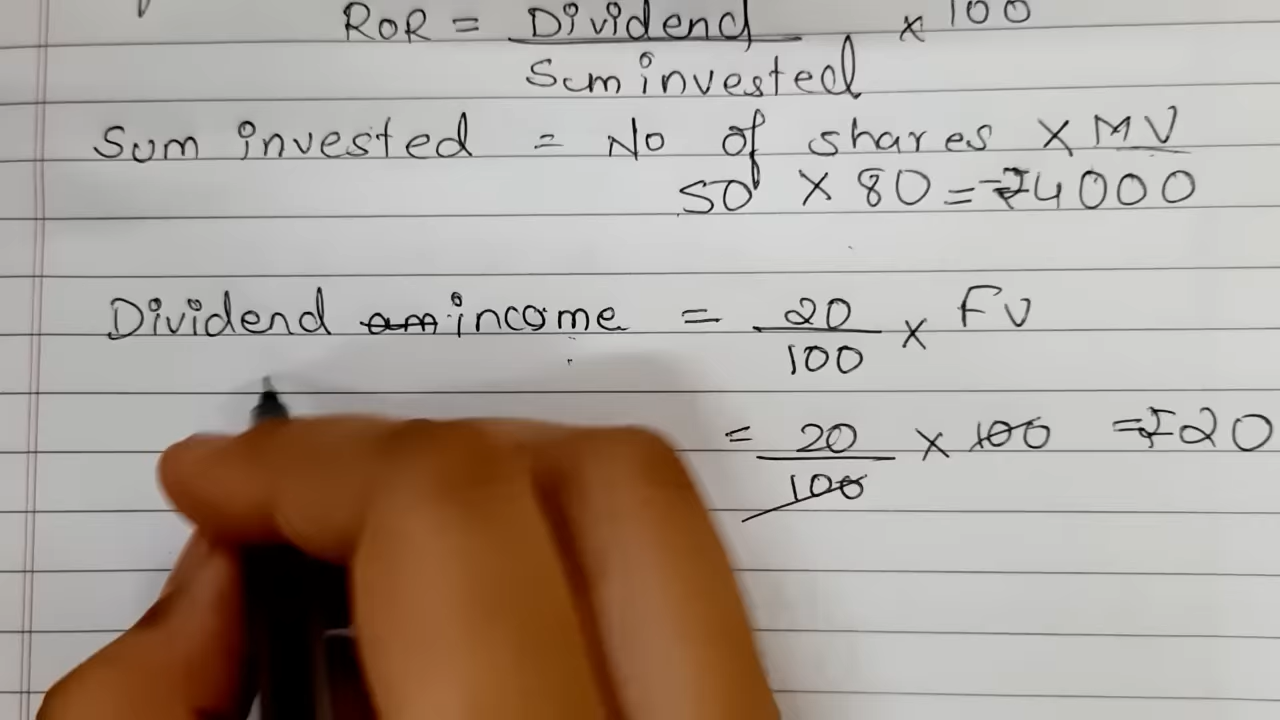 ROR = Dividend / Sum invested × 100
Sum invested = No of shares × MV
50 × 80 = ₹4000
Dividend income = 20/100 × FV
= 20/100 × 100 = ₹20